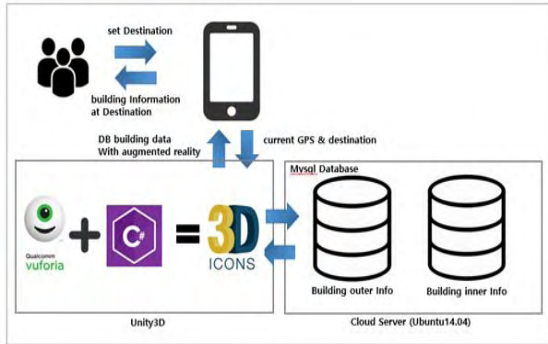 set Destination
building Information
at Destination
DB building data
With augmented reality
current GPS & destination
Mysql Database
Qualcomm
vuforia
C#
3D
ICONS
Building outer Info
Building inner Info
Unity3D
Cloud Server (Ubuntu14.04)